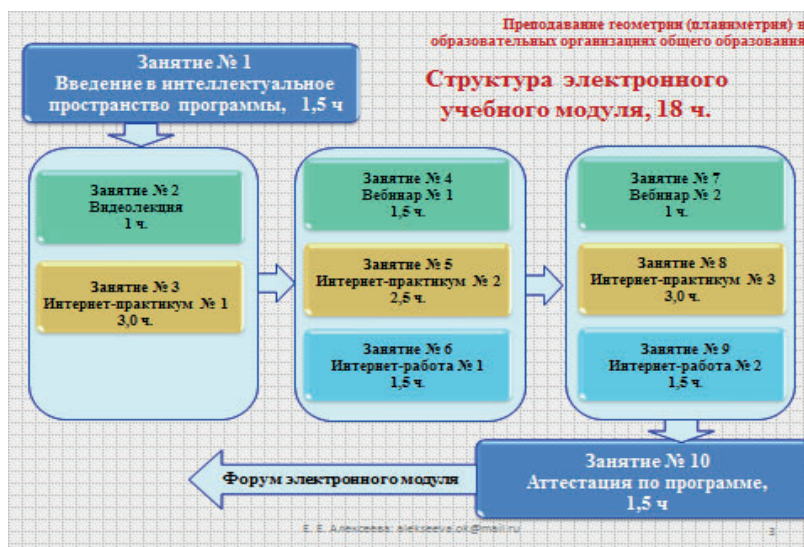 Преподавание геометрии (планиметрия) в
образовательных организациях общего образования
Занятие № 1
Введение в интеллектуальное
пространство программы, 1,5 ч
Структура электронного
учебного модуля, 18 ч.
Занятие № 2
Видеолекция
1 ч.
Занятие № 3
Интернет-практикум № 1
3,0 ч.
Занятие № 4
Вебинар № 1
1,5 ч.
Занятие № 5
Интернет-практикум № 2
2,5 ч.
Занятие № 6
Интернет-работа № 1
1,5 ч.
Занятие № 7
Вебинар № 2
1 ч.
Занятие № 8
Интернет-практикум № 3
3,0 ч.
Занятие № 9
Интернет-работа № 2
1,5 ч.
Занятие № 10
Аттестация по программе,
1,5 ч
Форум электронного модуля
Е. Е. Алексеева: alekseeva.ok@mail.ru
3